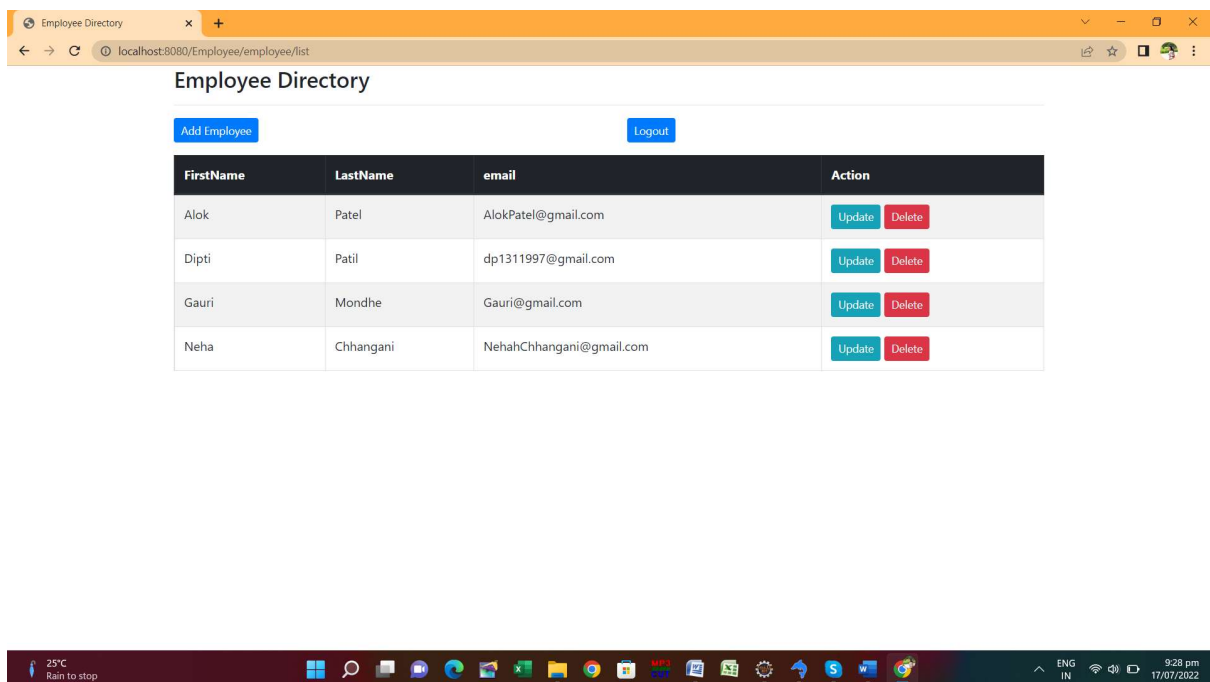 Employee Directory
localhost:8080/Employee/employee/list
Employee Directory
Add Employee Logout
FirstName LastName email Action
Alok Patel AlokPatel@gmail.com Update Delete
Dipti Patil dp1311997@gmail.com Update Delete
Gauri Mondhe Gauri@gmail.com Update Delete
Neha Chhangani NehahChhangani@gmail.com Update Delete
25°C
Rain to stop
MP3
ENG
IN
9:28 pm
17/07/2022